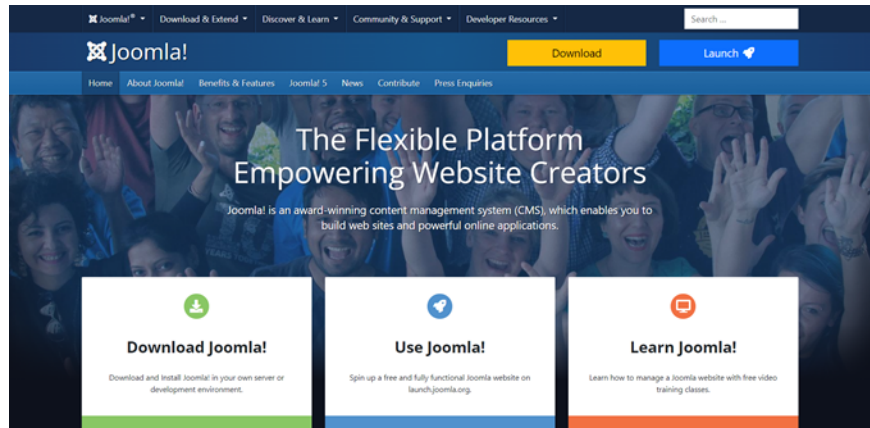 Joomla!® Download & Extend Discover & Learn Community & Support Developer Resources Search ...
Joomla! Download Launch
Home About Joomla! Benefits & Features Joomla! 5 News Contribute Press Enquiries
The Flexible Platform
Empowering Website Creators
Joomla! is an award-winning content management system (CMS), which enables you to
build web sites and powerful online applications.
Download Joomla!
Download and Install Joomla! in your own server or
development environment.
Use Joomla!
Spin up a free and fully functional Joomla website on
launch.joomla.org.
Learn Joomla!
Learn how to manage a Joomla website with free video
training classes.